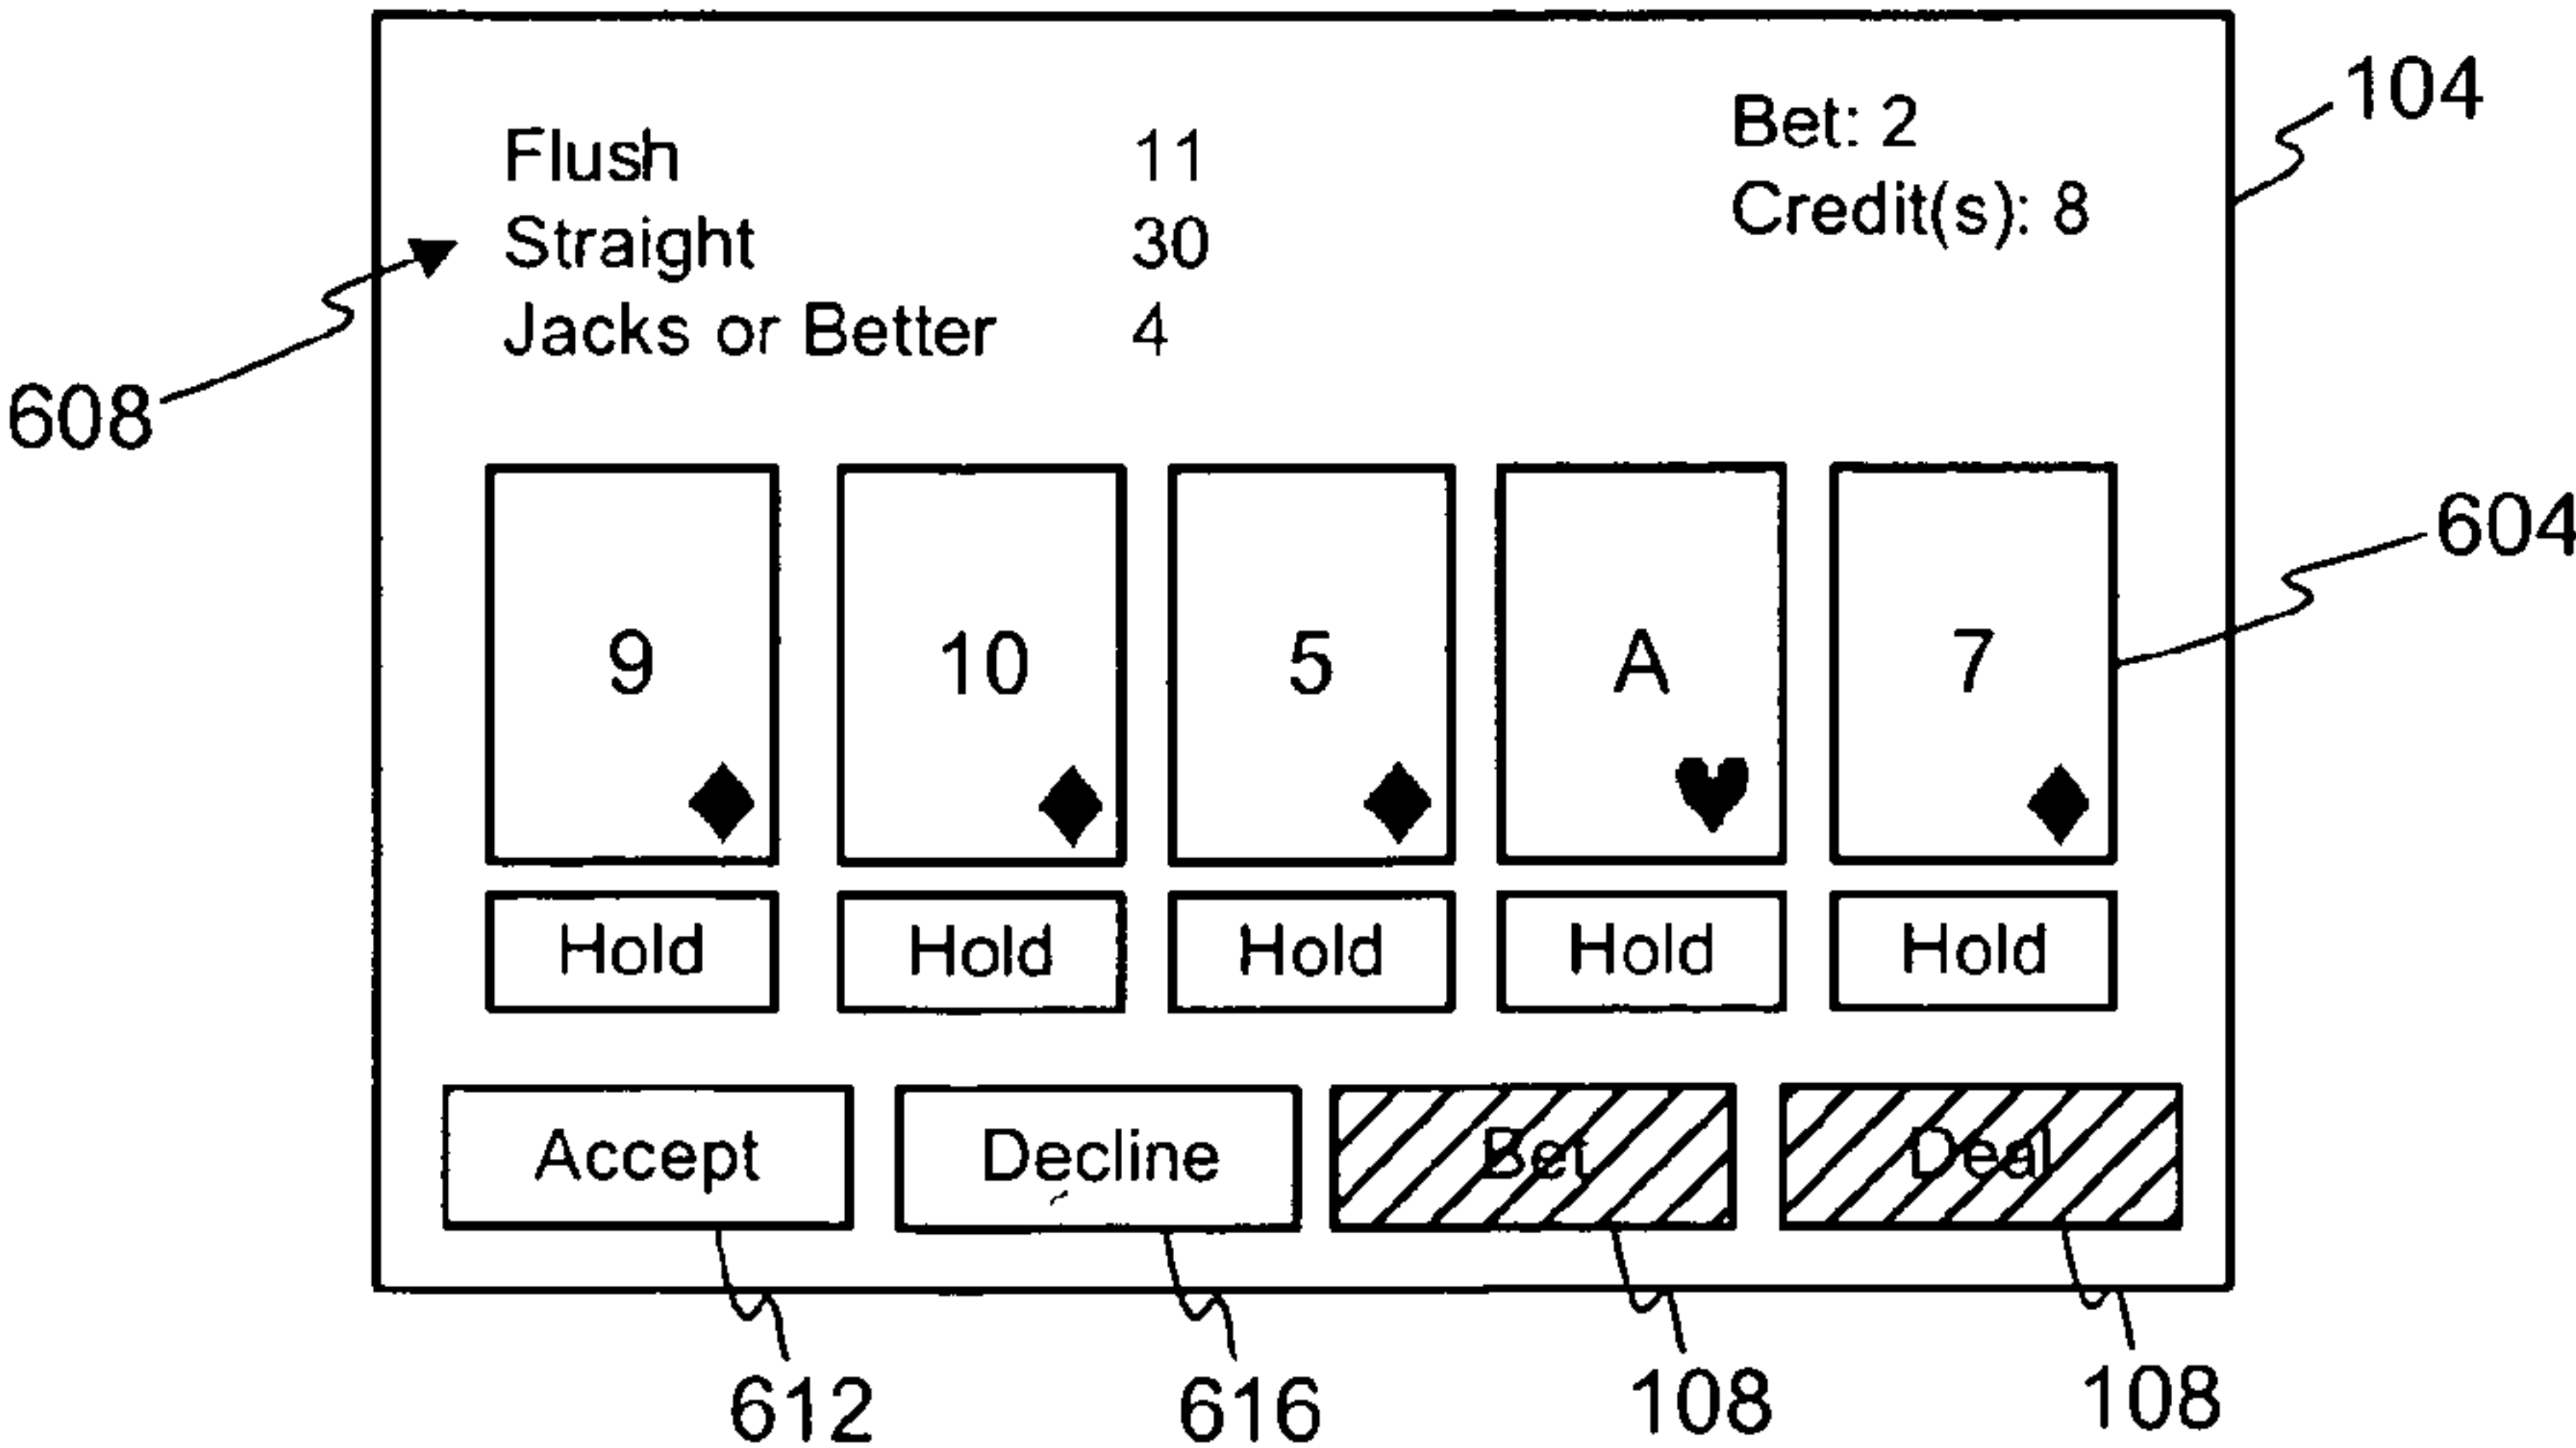 104
Bet: 2
Flush 11
Credit(s): 8
Straight 30
Jacks or Better 4
608
604
9 10 5 A 7
Hold Hold Hold Hold Hold
Accept Decline Bet Deal
612 616 108 108